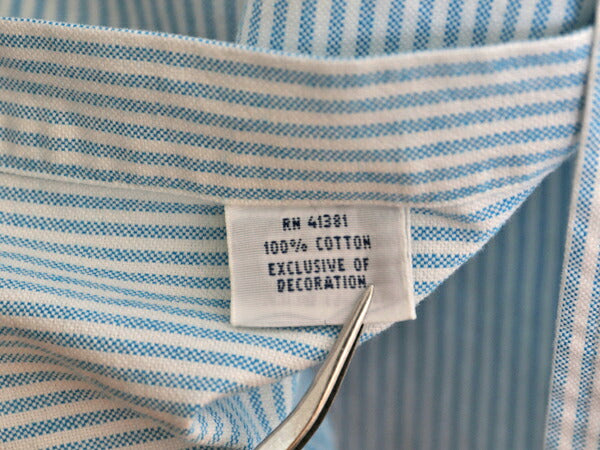 RN 41381
100% COTTON
EXCLUSIVE OF
DECORATION